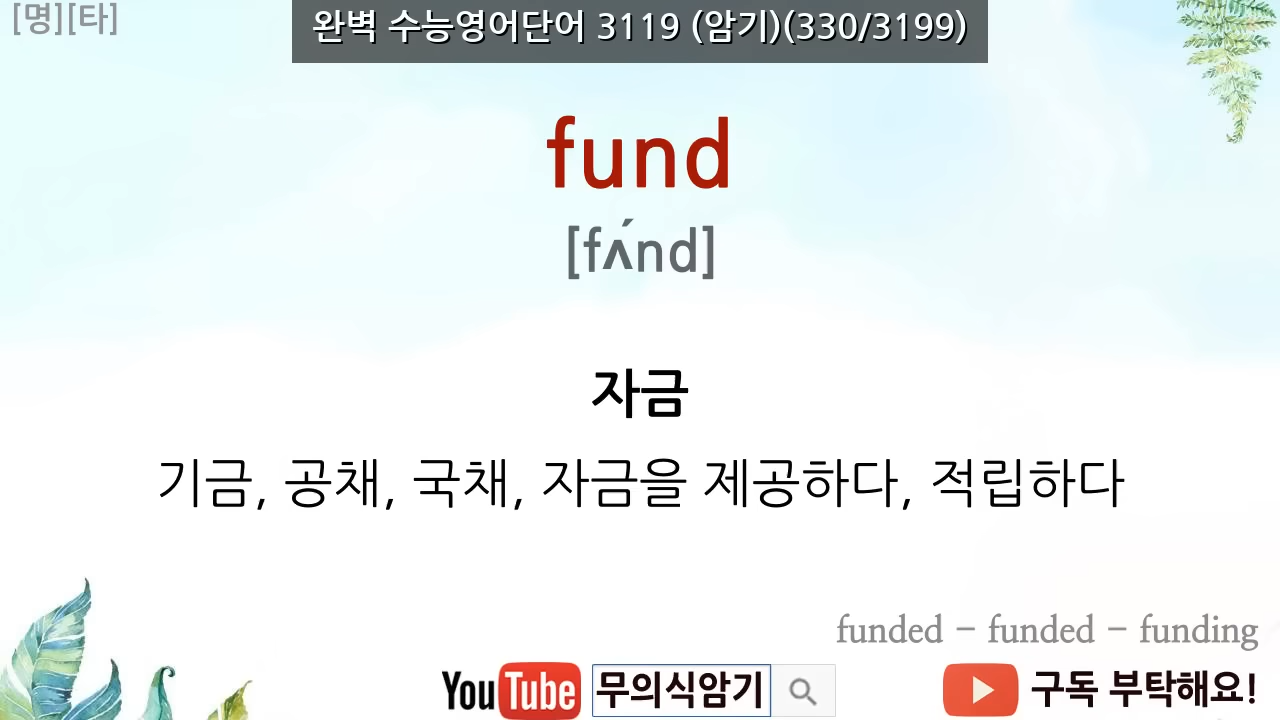 [명][타]
완벽 수능영어단어 3119 (암기)(330/3199)
fund
[fʌ́nd]
자금
기금, 공채, 국채, 자금을 제공하다, 적립하다
funded - funded - funding
YouTube 무의식암기
구독 부탁해요!